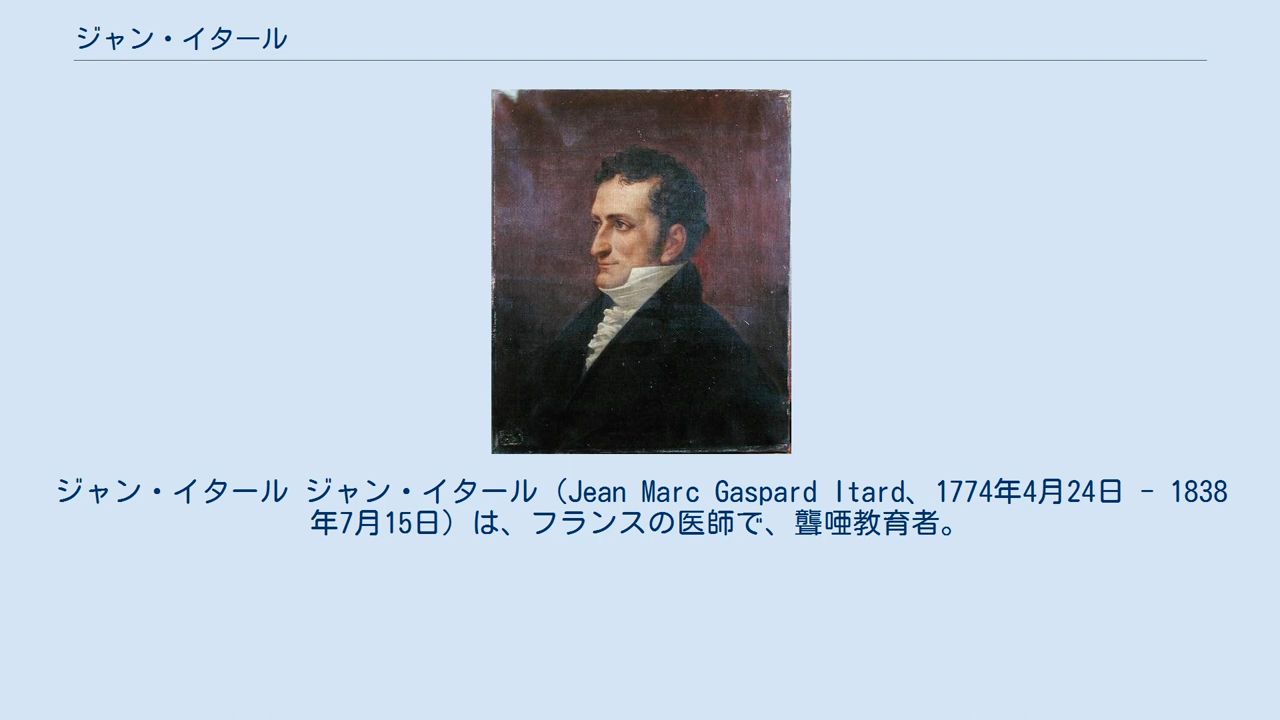 ジャン・イタール
ジャン・イタール ジャン・イタール（Jean Marc Gaspard Itard、1774年4月24日 - 1838
年7月15日）は、フランスの医師で、聾唖教育者。